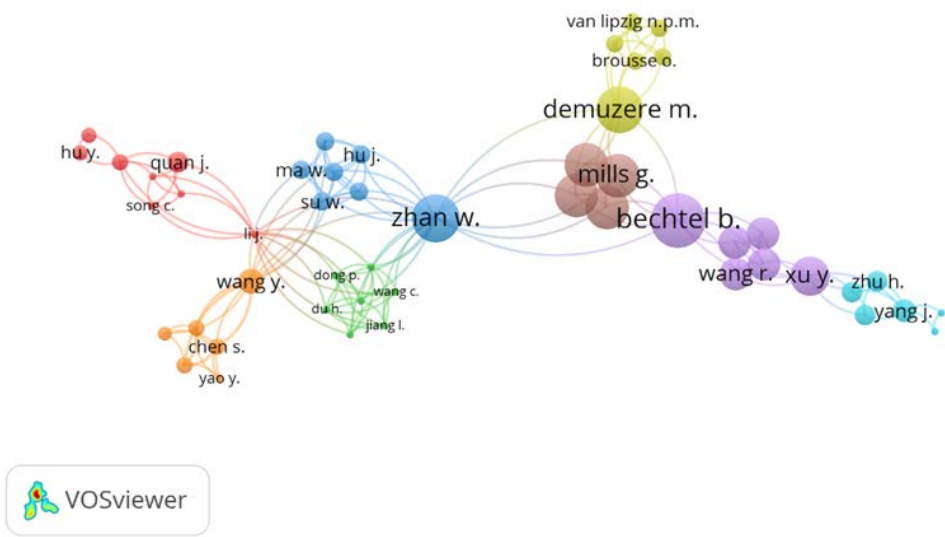 van lipzig n.p.m.
brousse o.
demuzere m.
hu y.
quan j.
song c.
hu j.
ma w.
su w.
mills g.
zhan w.
bechtel b.
li j.
dong p.
wang c.
du h.
jiang l.
wang y.
chen s.
yao y.
wang r.
xu y.
zhu h.
yang j.
VOSviewer